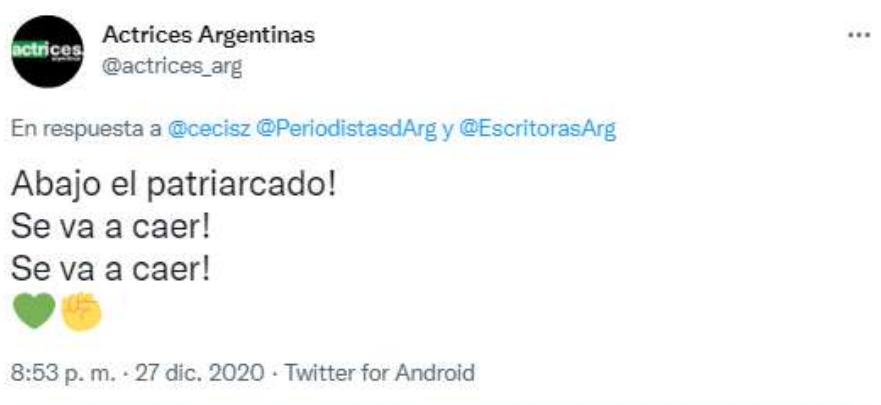 actrices
Actrices Argentinas
@actrices_arg
En respuesta a @cecisz @PeriodistasdArg y @EscritorasArg
Abajo el patriarcado!
Se va a caer!
Se va a caer!
💚✊
8:53 p. m. · 27 dic. 2020 · Twitter for Android